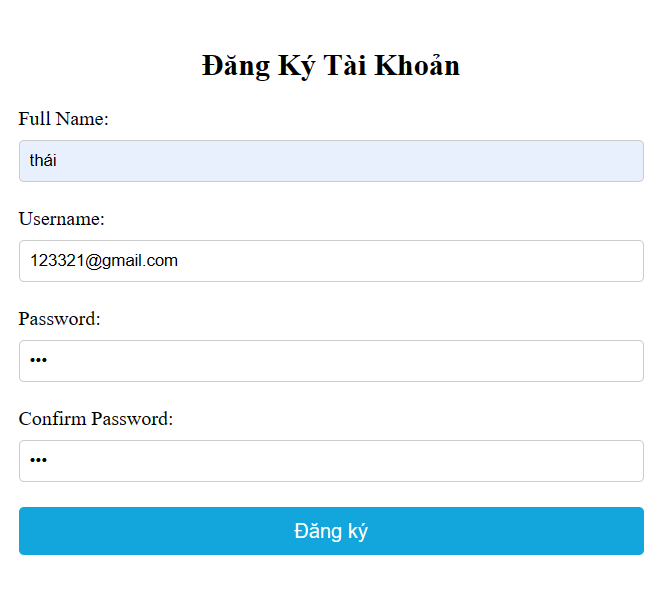 Đăng Ký Tài Khoản
Full Name:
thái
Username:
123321@gmail.com
Password:
•••
Confirm Password:
•••
Đăng ký